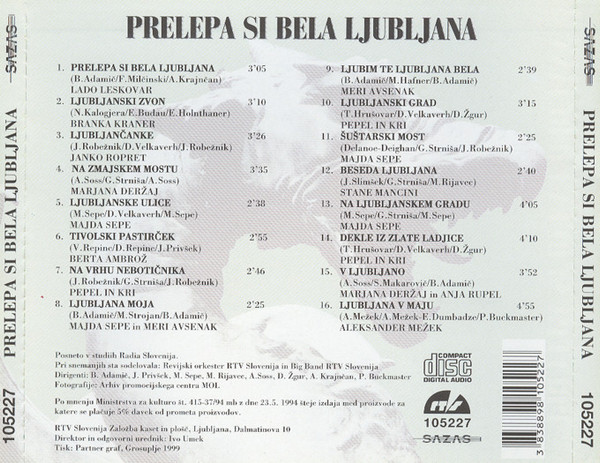 PRELEPA SI BELA LJUBLJANA
1. PRELEPA SI BELA LJUBLJANA 3'05
(B.Adamič/F.Milčinski/A.Krajnčan)
LADO LESKOVAR
2. LJUBLJANSKI ZVON 3'10
(N.Kalogjera/E.Budau/E.Holnthaner)
BRANKA KRANER
3. LJUBLJANČANKE 3'26
(J.Robežnik/D.Velkaverh/J.Robežnik)
JANKO ROPRET
4. NA ZMAJSKEM MOSTU 3'35
(A.Soss/G.Strniša/A.Soss)
MARJANA DERŽAJ
5. LJUBLJANSKE ULICE 2'38
(M.Sepe/D.Velkaverh/M.Sepe)
MAJDA SEPE
6. TIVOLSKI PASTIRČEK 2'55
(V.Repinc/D.Repinc/J.Privšek)
BERTA AMBROŽ
7. NA VRHU NEBOTIČNIKA 2'46
(J.Robežnik/G.Strniša/J.Robežnik)
PEPEL IN KRI
8. LJUBLJANA MOJA 2'25
(B.Adamič/M.Strojan/B.Adamič)
MAJDA SEPE in MERI AVSENAK
9. LJUBIM TE LJUBLJANA BELA 2'39
(B.Adamič/M.Hafner/B.Adamič)
MERI AVSENAK
10. LJUBLJANSKI GRAD 3'15
(T.Hrušovar/D.Velkaverh/D.Žgur)
PEPEL IN KRI
11. ŠUŠTARSKI MOST 2'25
(Delanoe-Deighan/G.Strniša/J.Robežnik)
MAJDA SEPE
12. BESEDA LJUBLJANA 2'40
(J.Slimšek/G.Strniša/M.Rijavec)
STANE MANCINI
13. NA LJUBLJANSKEM GRADU 4'05
(M.Sepe/G.Strniša/M.Sepe)
MAJDA SEPE
14. DEKLE IZ ZLATE LADJICE 4'10
(T.Hrušovar/D.Velkaverh/D.Žgur)
PEPEL IN KRI
15. V LJUBLJANO 3'52
(A.Soss/S.Makarovič/B.Adamič)
MARJANA DERŽAJ in ANJA RUPEL
16. LJUBLJANA V MAJU 4'55
(A.Mežek/A.Mežek-E.Dumbadze/P.Buckmaster)
ALEKSANDER MEŽEK
Posneto v studiih Radia Slovenija.
Pri snemanjih sta sodelovala: Revijski orkester RTV Slovenija in Big Band RTV Slovenija
Dirigenti: B. Adamič, J. Privšek, M. Sepe, M. Rijavec, A.Soss, D. Žgur, A. Krajnčan, P. Buckmaster
Fotografije: Arhiv promocijskega centra MOL.
Po mnenju Ministrstva za kulturo št. 415-37/94 mb z dne 23.5. 1994 šteje izdaja med proizvode za
katere se plačuje 5% davek od prometa proizvodov.
RTV Slovenija Založba kaset in plošč, Ljubljana, Dalmatinova 10
Direktor in odgovorni urednik: Ivo Umek
Tisk: Partner graf, Grosuplje 1999
COMPACT
disc
DIGITAL AUDIO
105227
SAZAS
3 838898 105227
SAZAS
PRELEPA SI BELA LJUBLJANA
105227
SAZAS
PRELEPA SI BELA LJUBLJANA
105227